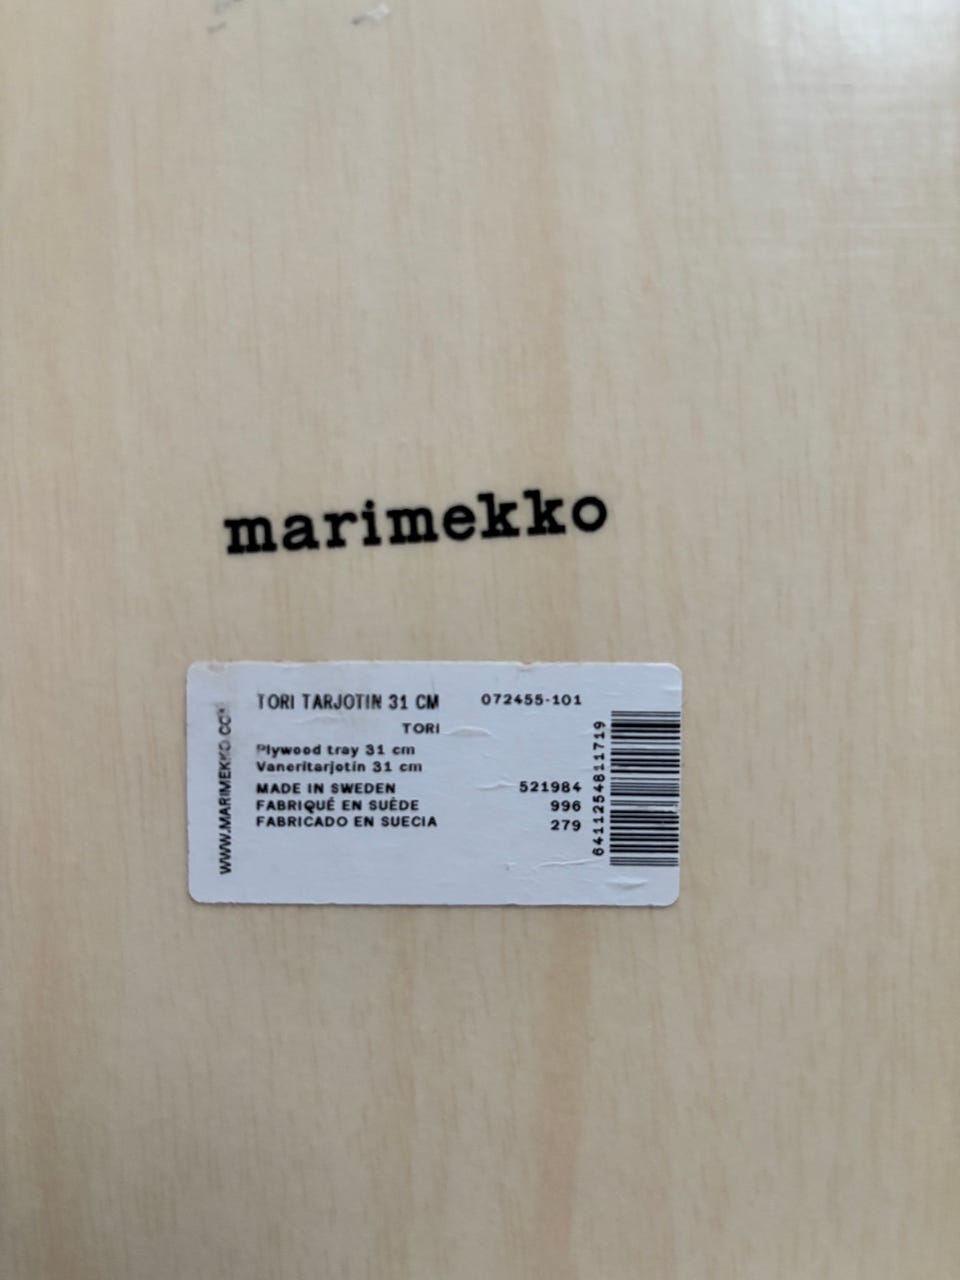 marimekko
TORI TARJOTIN 31 CM 072455-101
TORI
Plywood tray 31 cm
Vaneritarjotin 31 cm
MADE IN SWEDEN 521984
FABRIQUÉ EN SUÈDE 996
FABRICADO EN SUECIA 279
WWW.MARIMEKKO.COM
6411254811719